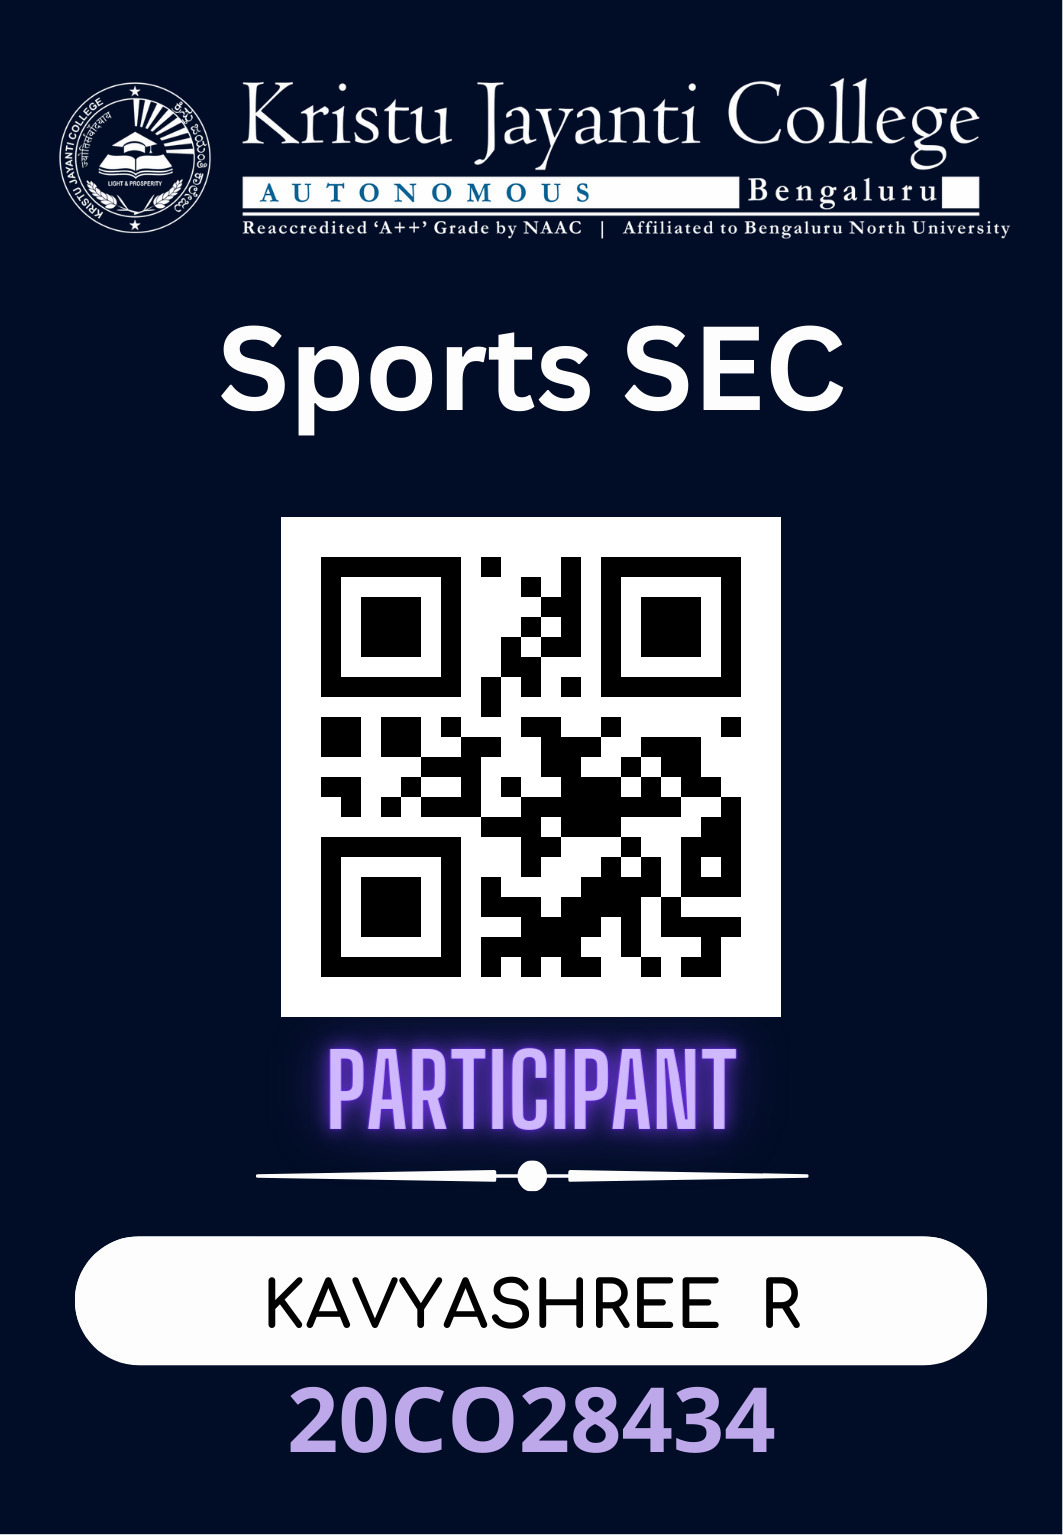 KRISTU JAYANTI COLLEGE
ಕ್ರಿಸ್ತು ಜಯಂತಿ ಕಾಲೇಜು
LIGHT & PROSPERITY
Kristu Jayanti College
AUTONOMOUS Bengaluru
Reaccredited ‘A++’ Grade by NAAC | Affiliated to Bengaluru North University
Sports SEC
PARTICIPANT
KAVYASHREE R
20CO28434